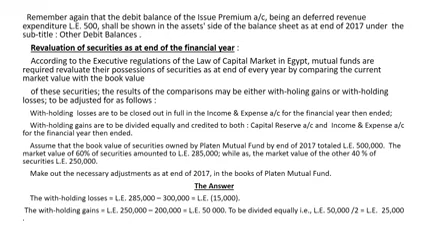 Remember again that the debit balance of the Issue Premium a/c, being an deferred revenue
expenditure L.E. 500, shall be shown in the assets' side of the balance sheet as at end of 2017 under the
sub-title : Other Debit Balances .
Revaluation of securities as at end of the financial year :
According to the Executive regulations of the Law of Capital Market in Egypt, mutual funds are
required revaluate their possessions of securities as at end of every year by comparing the current
market value with the book value
of these securities; the results of the comparisons may be either with-holing gains or with-holding
losses; to be adjusted for as follows :
With-holding losses are to be closed out in full in the Income & Expense a/c for the financial year then ended;
With-holding gains are to be divided equally and credited to both : Capital Reserve a/c and Income & Expense a/c
for the financial year then ended.
Assume that the book value of securities owned by Platen Mutual Fund by end of 2017 totaled L.E. 500,000. The
market value of 60% of securities amounted to L.E. 285,000; while as, the market value of the other 40 % of
securities L.E. 250,000.
Make out the necessary adjustments as at end of 2017, in the books of Platen Mutual Fund.
The Answer
The with-holding losses = L.E. 285,000 – 300,000 = L.E. (15,000).
The with-holding gains = L.E. 250,000 – 200,000 = L.E. 50 000. To be divided equally i.e., L.E. 50,000 /2 = L.E. 25,000
.